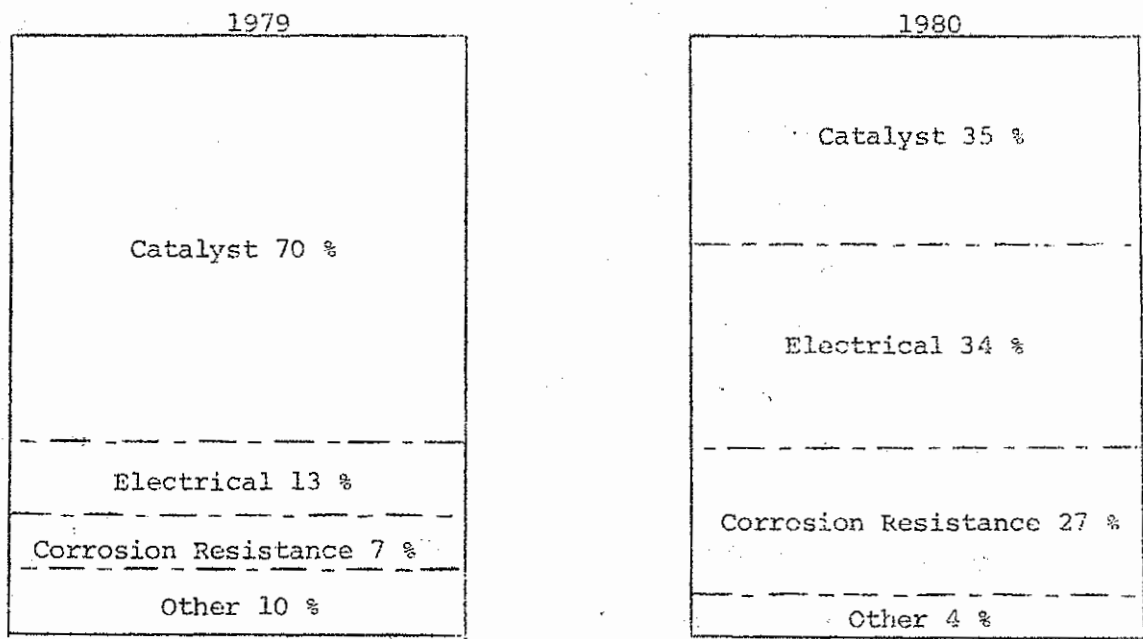 1979
Catalyst 70 %
Electrical 13 %
Corrosion Resistance 7 %
Other 10 %
1980
Catalyst 35 %
Electrical 34 %
Corrosion Resistance 27 %
Other 4 %